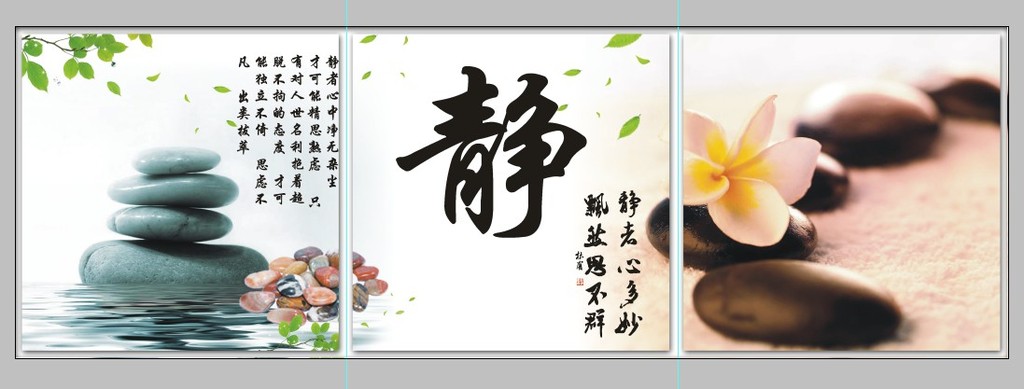 静者心中净无杂尘
才可能精思熟虑 只
有对人世名利抱着超
脱不拘的态度 才可
能独立不倚 思虑不
凡 出类拔萃
静
静者心多妙
飘然思不群